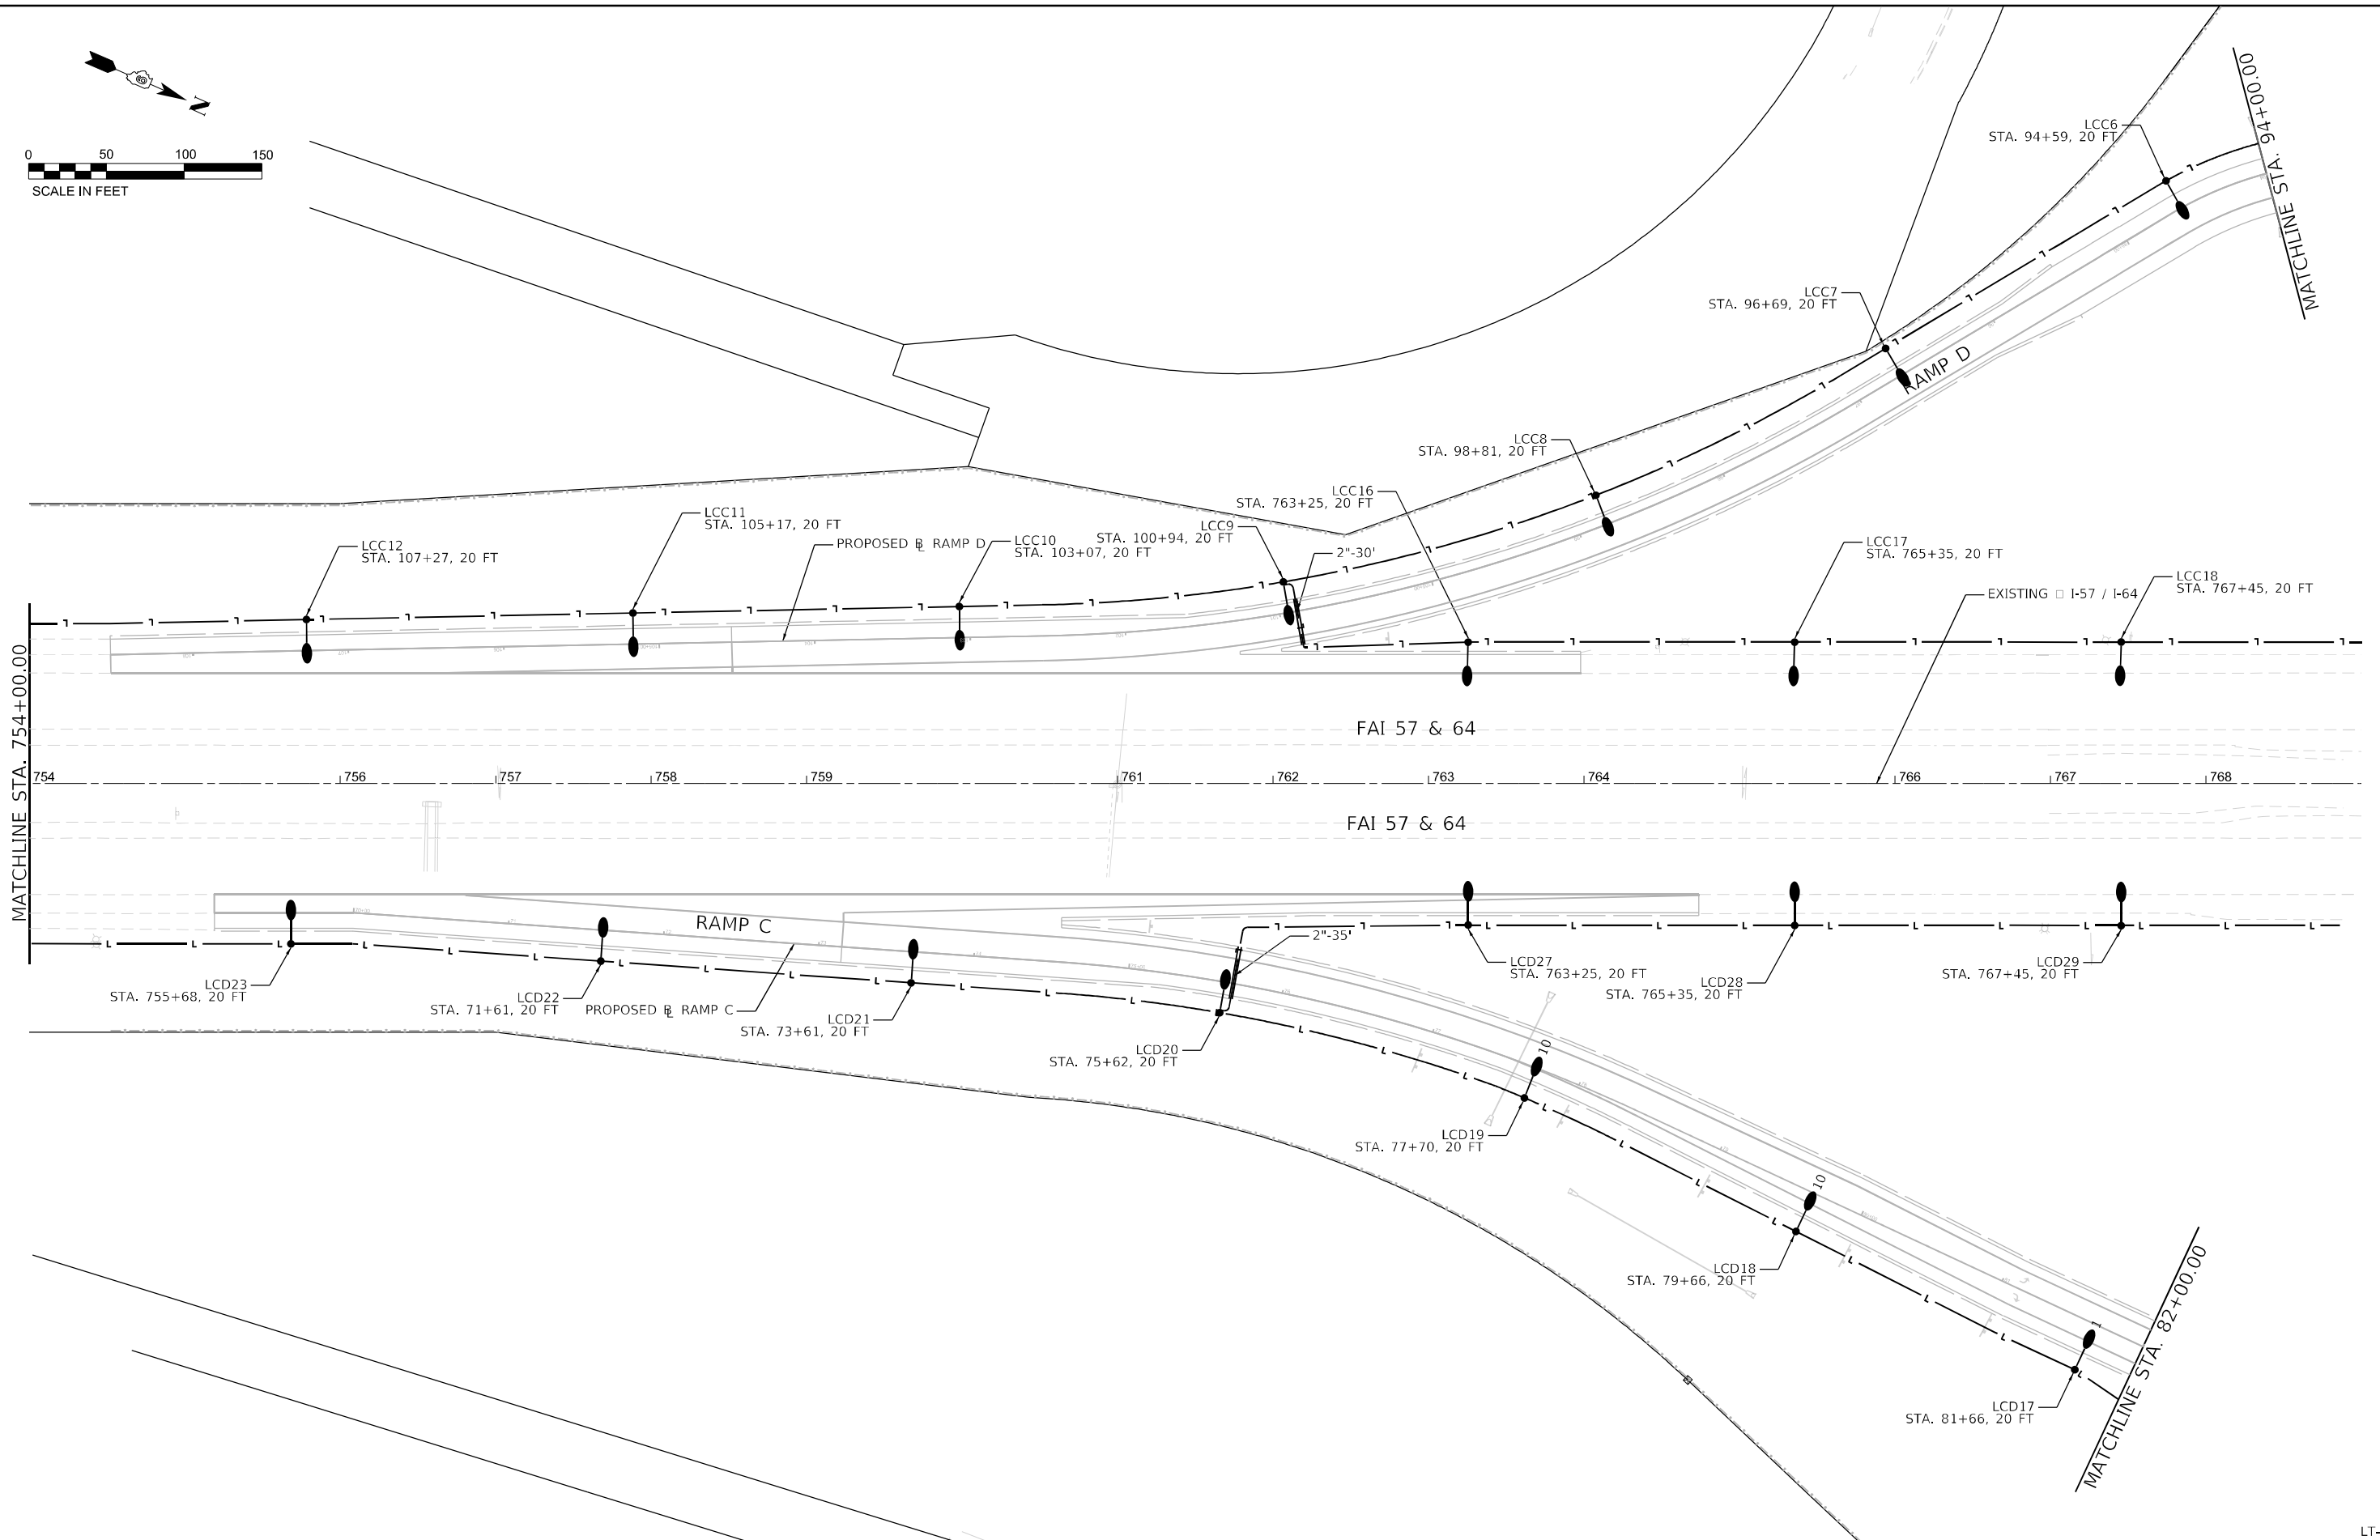 N
0 50 100 150
SCALE IN FEET
MATCHLINE STA. 94+00.00
LCC6
STA. 94+59, 20 FT
LCC7
STA. 96+69, 20 FT
RAMP D
LCC8
STA. 98+81, 20 FT
LCC16
STA. 763+25, 20 FT
LCC9
STA. 100+94, 20 FT
2"-30'
LCC10
STA. 103+07, 20 FT
PROPOSED ℄ RAMP D
LCC11
STA. 105+17, 20 FT
LCC12
STA. 107+27, 20 FT
LCC17
STA. 765+35, 20 FT
LCC18
STA. 767+45, 20 FT
EXISTING □ I-57 / I-64
MATCHLINE STA. 754+00.00
FAI 57 & 64
754 756 757 758 759 761 762 763 764 766 767 768
FAI 57 & 64
RAMP C
2"-35'
LCD23
STA. 755+68, 20 FT
LCD22
STA. 71+61, 20 FT
PROPOSED ℄ RAMP C
LCD21
STA. 73+61, 20 FT
LCD20
STA. 75+62, 20 FT
LCD27
STA. 763+25, 20 FT
LCD28
STA. 765+35, 20 FT
LCD29
STA. 767+45, 20 FT
10
LCD19
STA. 77+70, 20 FT
10
LCD18
STA. 79+66, 20 FT
1
LCD17
STA. 81+66, 20 FT
MATCHLINE STA. 82+00.00
LT-